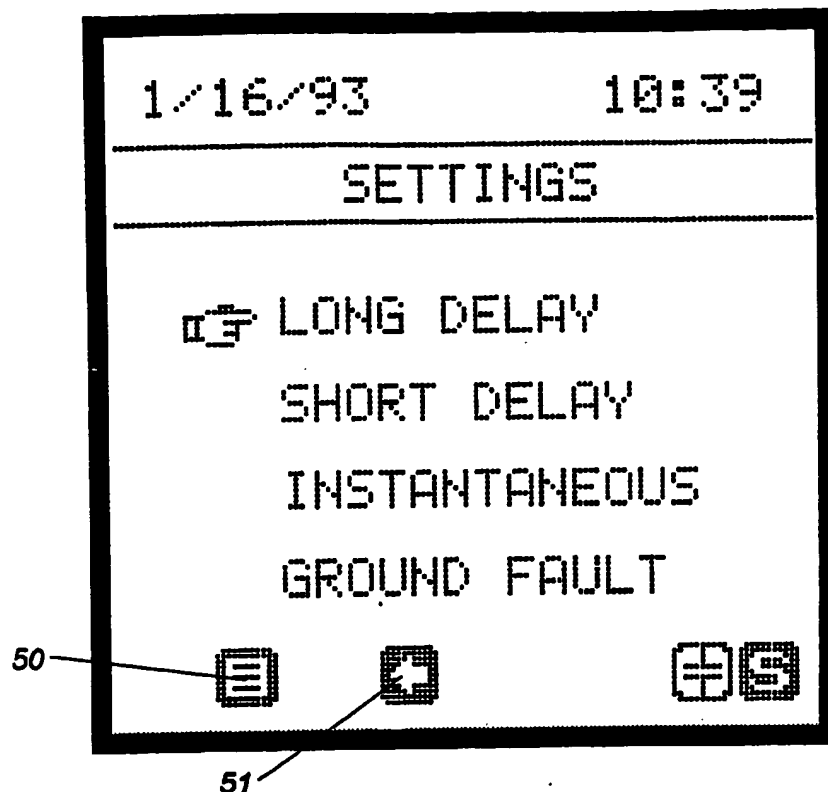 1/16/93 10:39
SETTINGS
LONG DELAY
SHORT DELAY
INSTANTANEOUS
GROUND FAULT
50
S
51